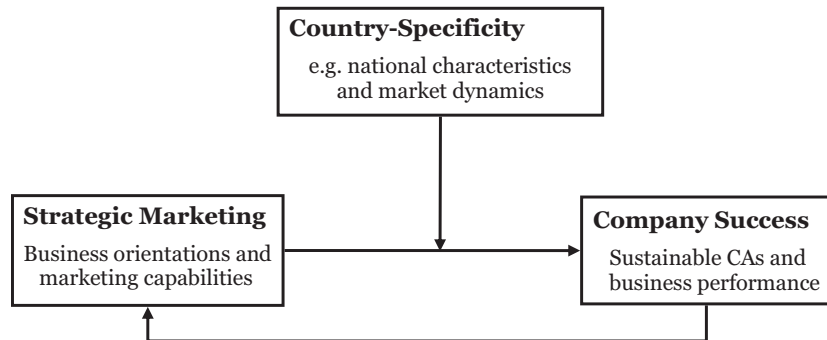 Country-Specificity
e.g. national characteristics
and market dynamics
Strategic Marketing
Business orientations and
marketing capabilities
Company Success
Sustainable CAs and
business performance